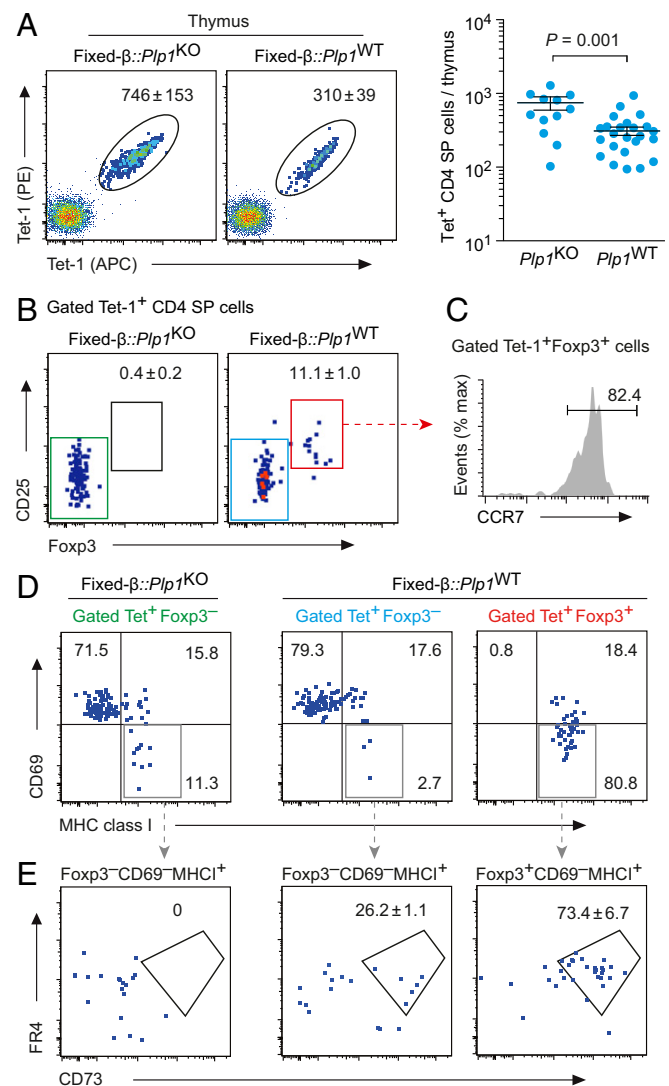 A
Thymus
Fixed-β::Plp1KO
Fixed-β::Plp1WT
746±153
310±39
Tet-1 (PE)
Tet-1 (APC)
Tet+ CD4 SP cells / thymus
P = 0.001
10⁴
10³
10²
10¹
Plp1KO
Plp1WT
B
Gated Tet-1+ CD4 SP cells
Fixed-β::Plp1KO
Fixed-β::Plp1WT
0.4±0.2
11.1±1.0
CD25
Foxp3
C
Gated Tet-1+Foxp3+ cells
82.4
Events (% max)
CCR7
D
Fixed-β::Plp1KO
Fixed-β::Plp1WT
Gated Tet+Foxp3−
Gated Tet+Foxp3−
Gated Tet+Foxp3+
71.5
15.8
79.3
17.6
0.8
18.4
11.3
2.7
80.8
CD69
MHC class I
E
Foxp3−CD69−MHCI+
Foxp3−CD69−MHCI+
Foxp3+CD69−MHCI+
0
26.2±1.1
73.4±6.7
FR4
CD73